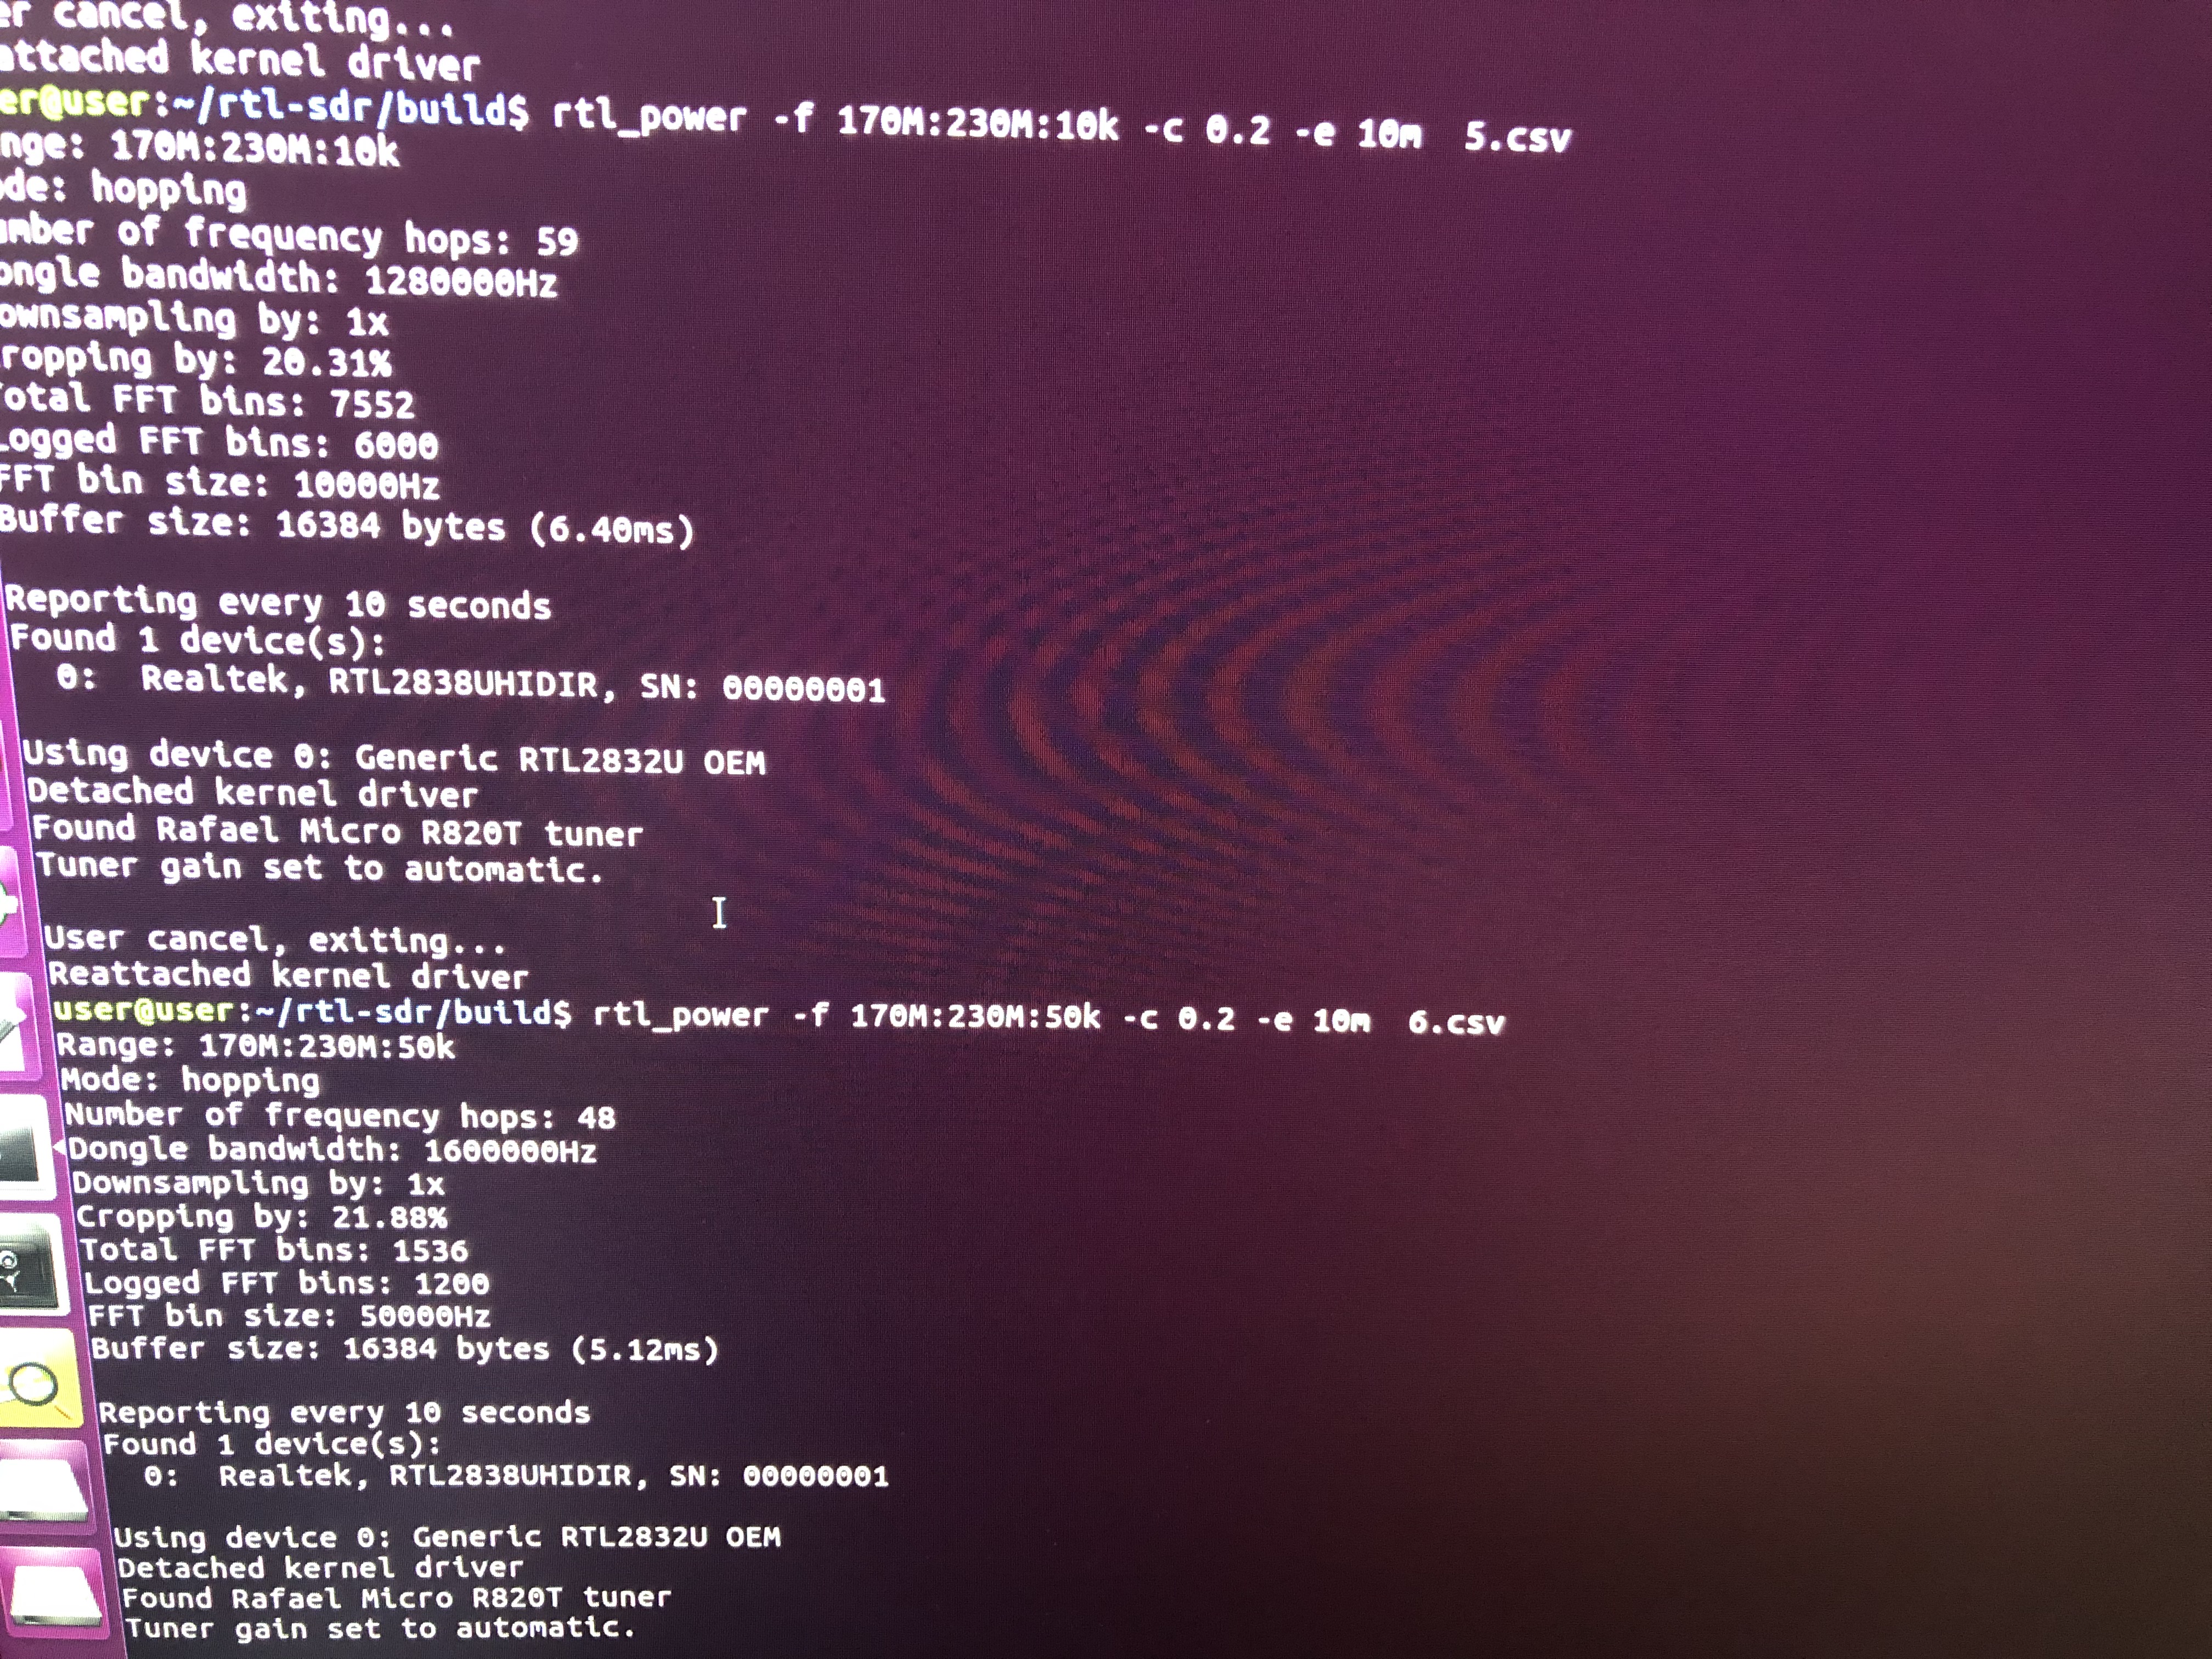 er cancel, exiting...
attached kernel driver
er@user:~/rtl-sdr/build$ rtl_power -f 170M:230M:10k -c 0.2 -e 10m  5.csv
nge: 170M:230M:10k
de: hopping
mber of frequency hops: 59
ongle bandwidth: 1280000Hz
ownsampling by: 1x
ropping by: 20.31%
Total FFT bins: 7552
Logged FFT bins: 6000
FFT bin size: 10000Hz
Buffer size: 16384 bytes (6.40ms)
Reporting every 10 seconds
Found 1 device(s):
0:  Realtek, RTL2838UHIDIR, SN: 00000001
Using device 0: Generic RTL2832U OEM
Detached kernel driver
Found Rafael Micro R820T tuner
Tuner gain set to automatic.
User cancel, exiting...
Reattached kernel driver
user@user:~/rtl-sdr/build$ rtl_power -f 170M:230M:50k -c 0.2 -e 10m  6.csv
Range: 170M:230M:50k
Mode: hopping
Number of frequency hops: 48
Dongle bandwidth: 1600000Hz
Downsampling by: 1x
Cropping by: 21.88%
Total FFT bins: 1536
Logged FFT bins: 1200
FFT bin size: 50000Hz
Buffer size: 16384 bytes (5.12ms)
Reporting every 10 seconds
Found 1 device(s):
0:  Realtek, RTL2838UHIDIR, SN: 00000001
Using device 0: Generic RTL2832U OEM
Detached kernel driver
Found Rafael Micro R820T tuner
Tuner gain set to automatic.